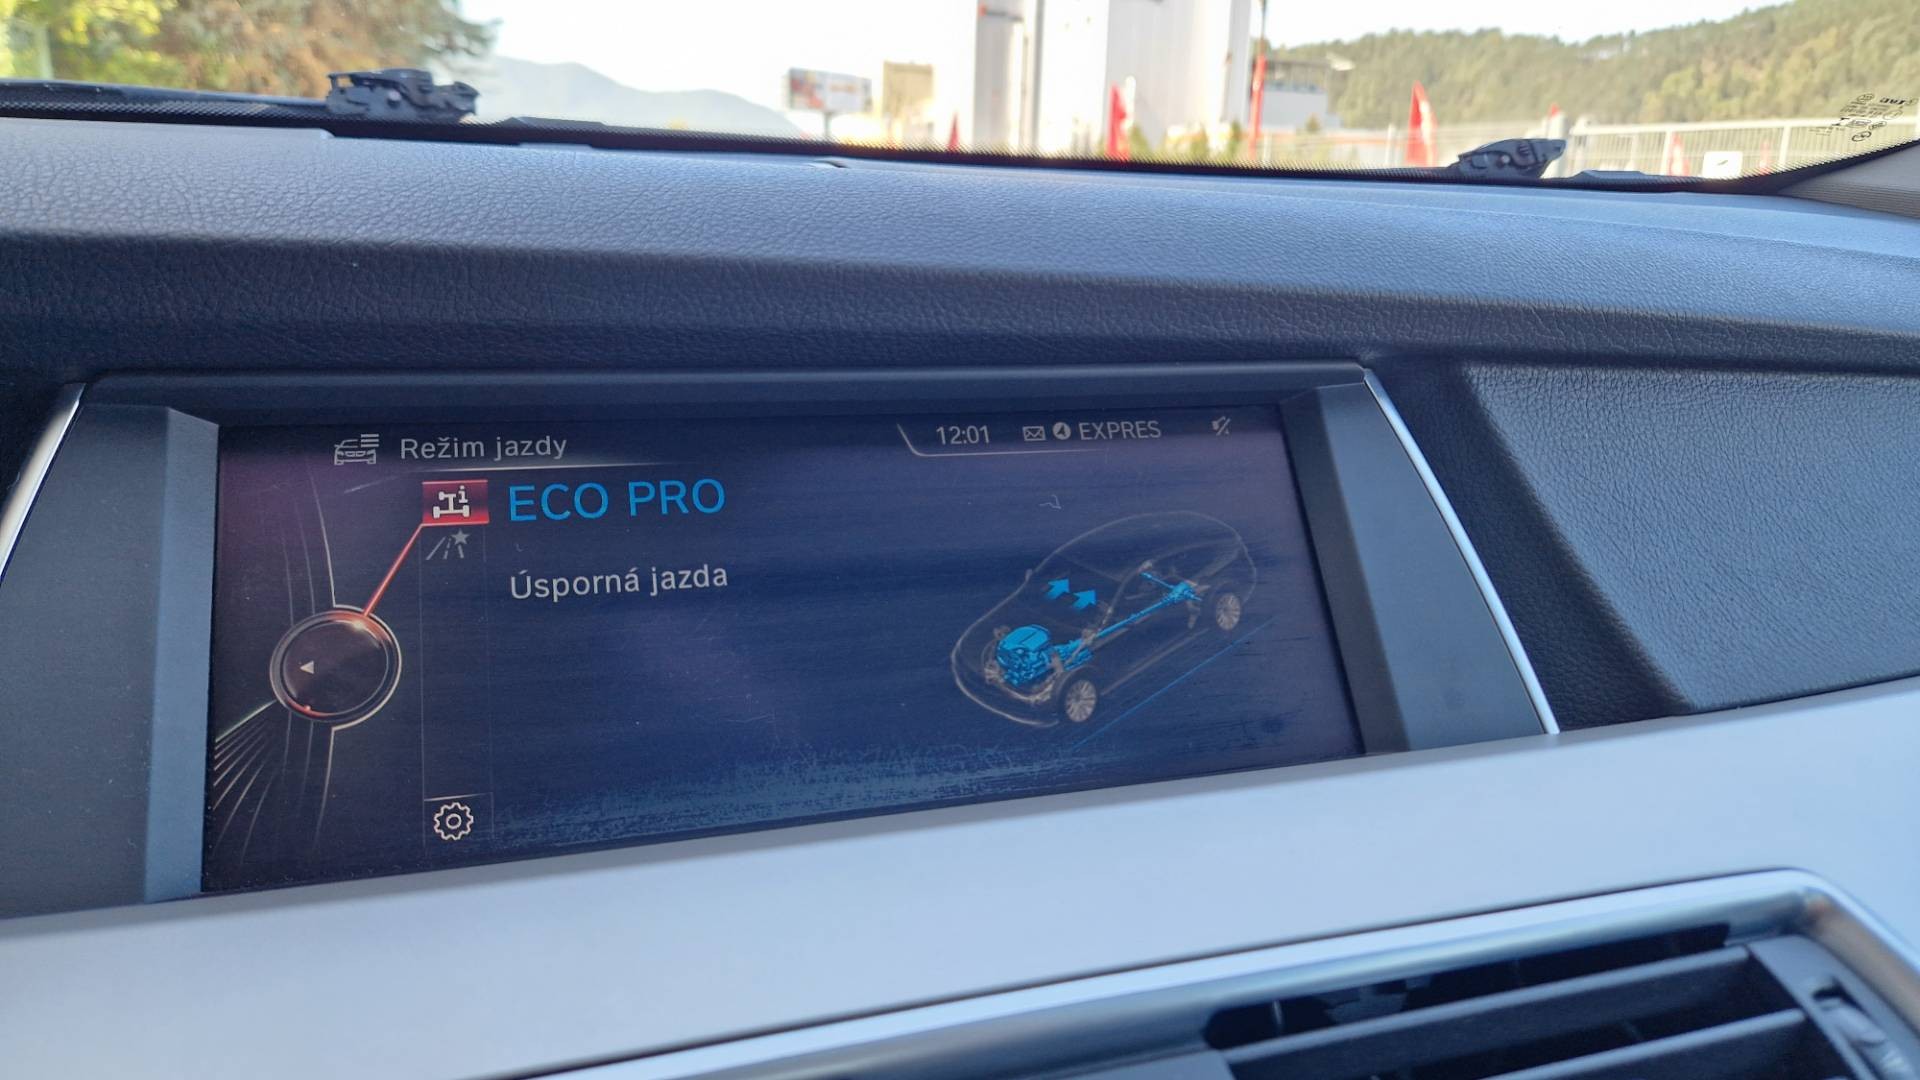 Režim jazdy
12:01 EXPRES
ECO PRO
Úsporná jazda